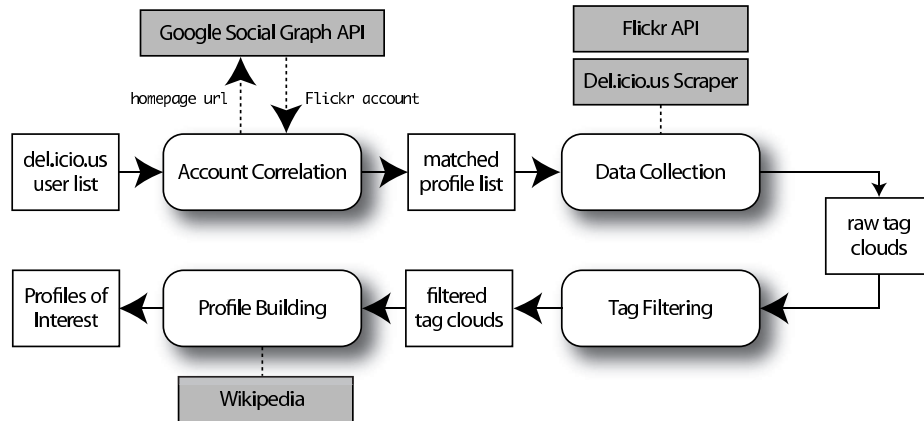 Google Social Graph API
Flickr API
Del.icio.us Scraper
homepage url
Flickr account
del.icio.us
user list
Account Correlation
matched
profile list
Data Collection
raw tag
clouds
Profiles of
Interest
Profile Building
filtered
tag clouds
Tag Filtering
Wikipedia